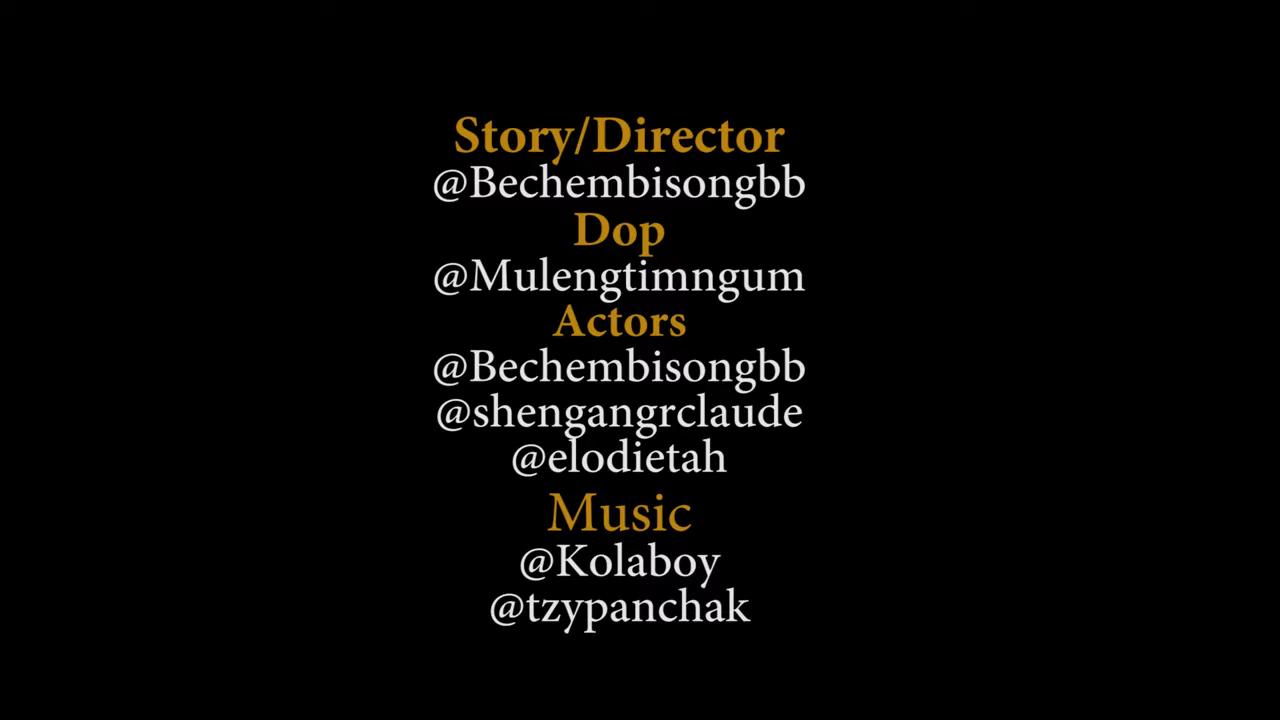 Story/Director
@Bechembisongbb
Dop
@Mulengtimngum
Actors
@Bechembisongbb
@shengangrclaude
@elodietah
Music
@Kolaboy
@tzypanchak